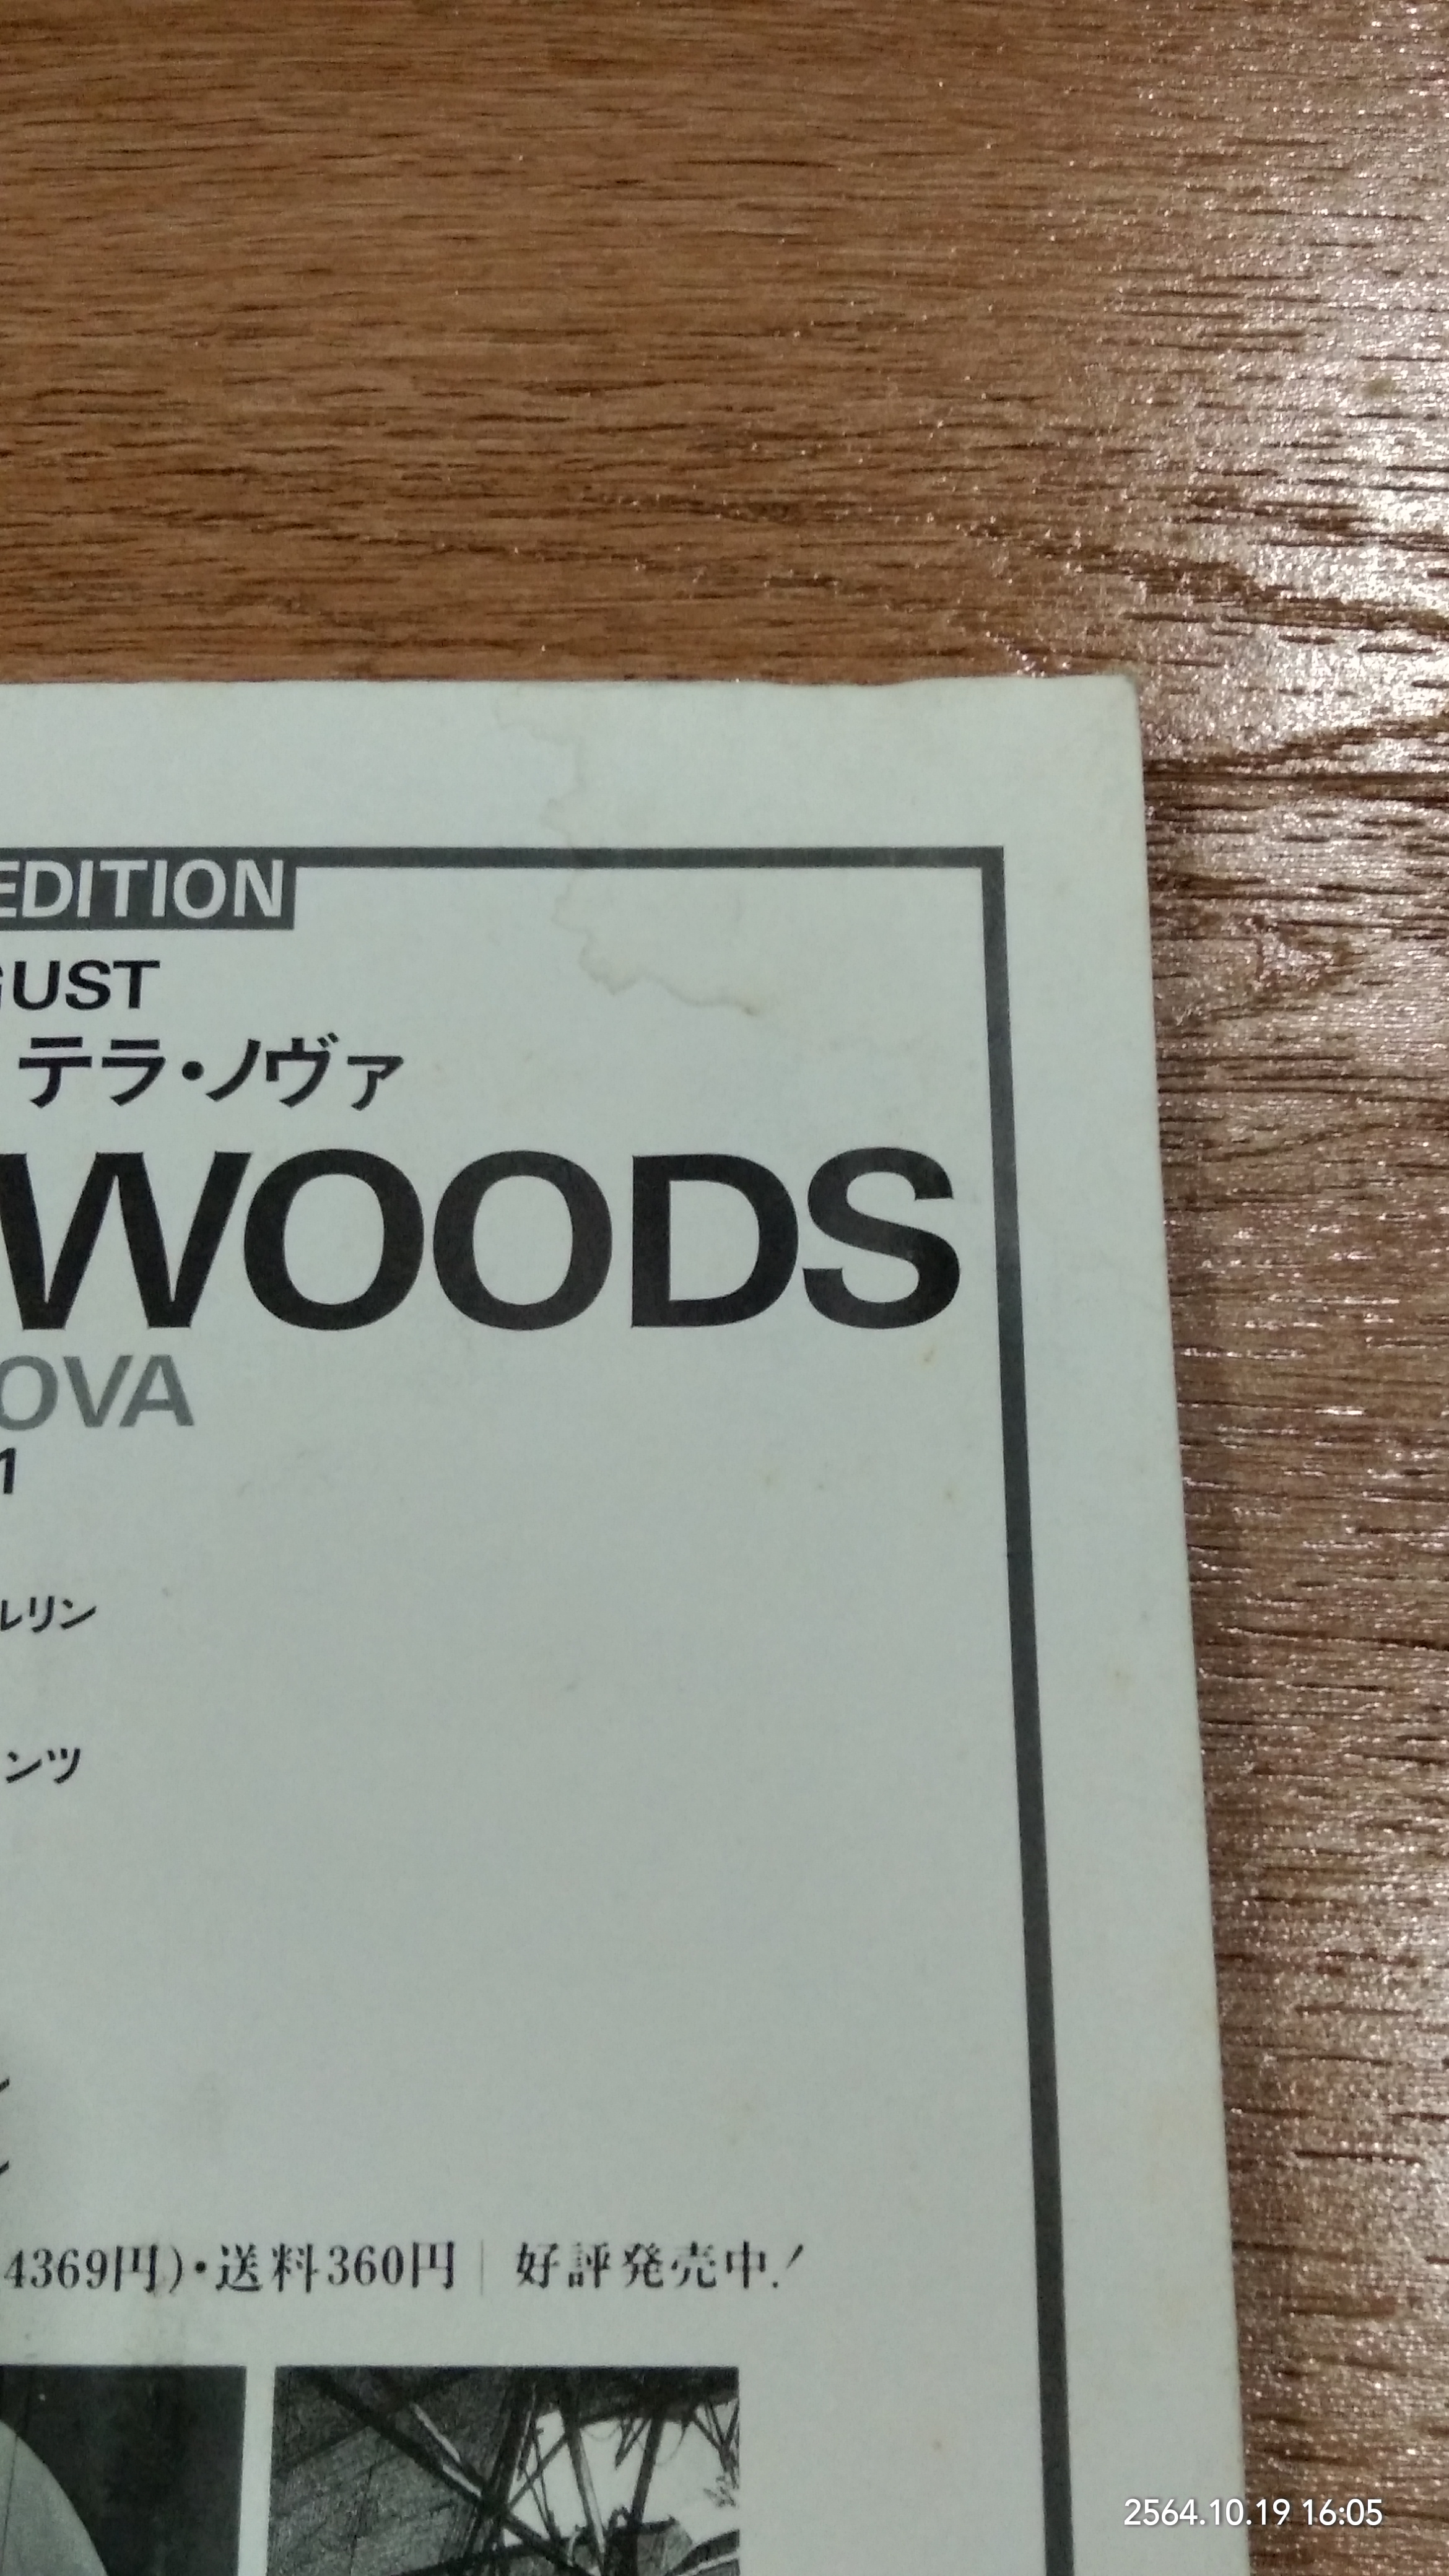 EDITION
GUST
テラ・ノヴァ
WOODS
OVA
1
ルリン
ンツ
4369円)・送料360円 | 好評発売中!
2564.10.19 16:05